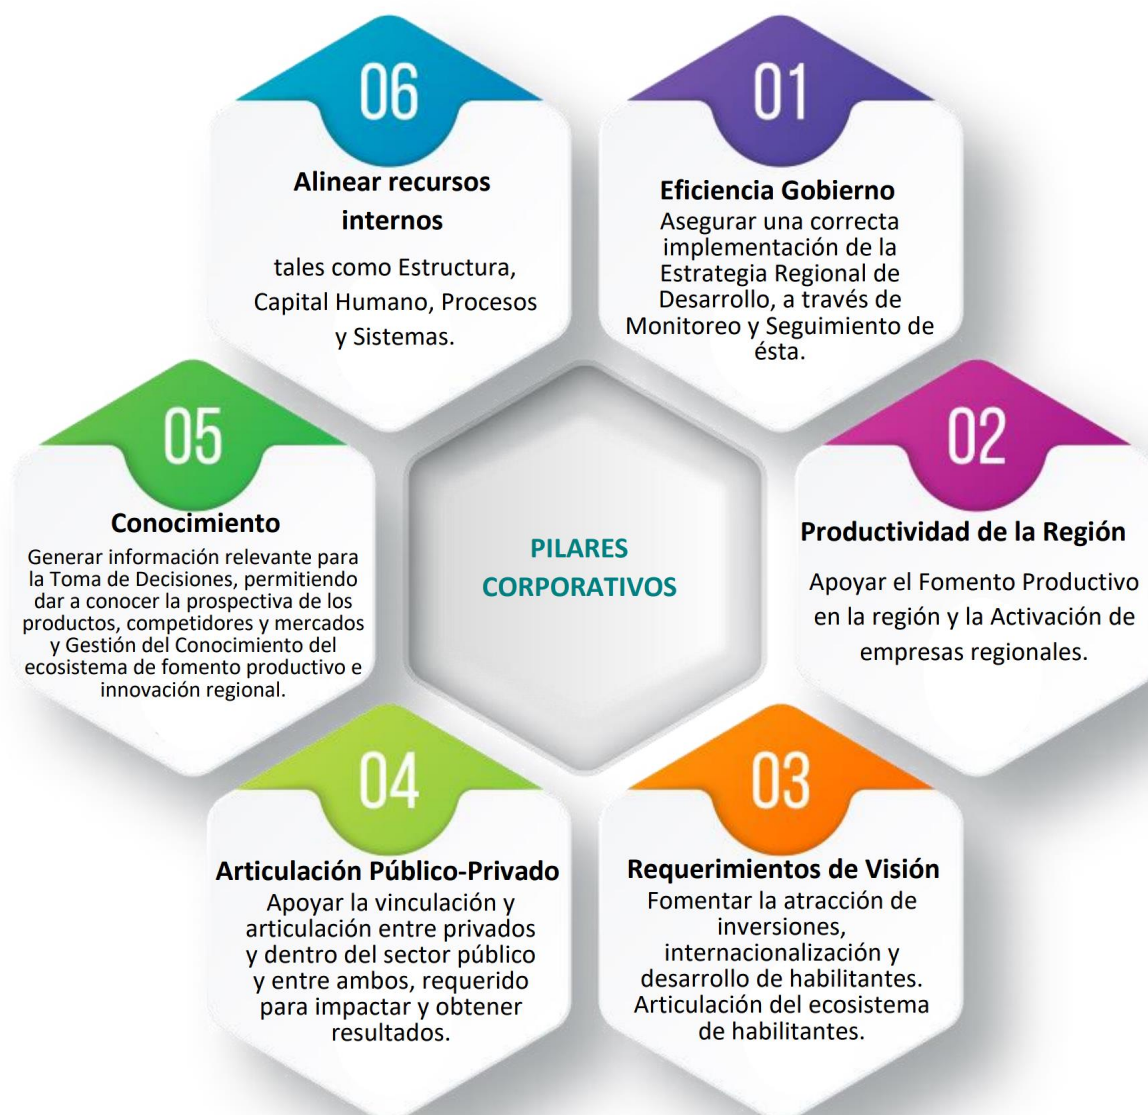 06
Alinear recursos
internos
tales como Estructura,
Capital Humano, Procesos
y Sistemas.
01
Eficiencia Gobierno
Asegurar una correcta
implementación de la
Estrategia Regional de
Desarrollo, a través de
Monitoreo y Seguimiento de
ésta.
05
Conocimiento
Generar información relevante para
la Toma de Decisiones, permitiendo
dar a conocer la prospectiva de los
productos, competidores y mercados
y Gestión del Conocimiento del
ecosistema de fomento productivo e
innovación regional.
PILARES
CORPORATIVOS
02
Productividad de la Región
Apoyar el Fomento Productivo
en la región y la Activación de
empresas regionales.
04
Articulación Público-Privado
Apoyar la vinculación y
articulación entre privados
y dentro del sector público
y entre ambos, requerido
para impactar y obtener
resultados.
03
Requerimientos de Visión
Fomentar la atracción de
inversiones,
internacionalización y
desarrollo de habilitantes.
Articulación del ecosistema
de habilitantes.